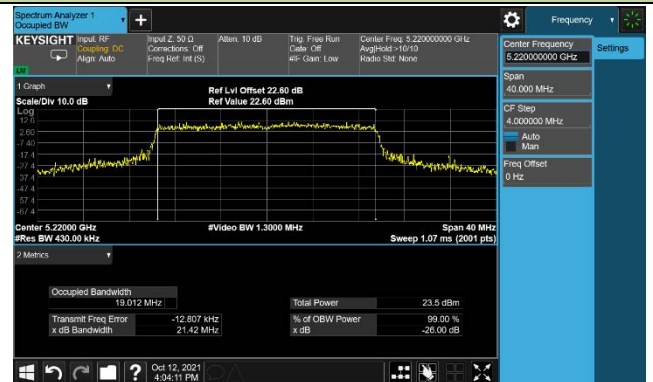 Spectrum Analyzer 1
Occupied BW
Frequency
KEYSIGHT
Input: RF
Coupling: DC
Align: Auto
Input Z: 50 Ω
Corrections: Off
Freq Ref: Int (S)
Atten: 10 dB
Trig: Free Run
Gate: Off
#IF Gain: Low
Center Freq: 5.220000000 GHz
Avg|Hold:>10/10
Radio Std: None
Center Frequency
5.220000000 GHz
Settings
Span
40.000 MHz
CF Step
4.000000 MHz
Auto
Man
Freq Offset
0 Hz
1 Graph
Ref Lvl Offset 22.60 dB
Scale/Div 10.0 dB
Ref Value 22.60 dBm
Log
12.6
2.60
-7.40
-17.4
-27.4
-37.4
-47.4
-57.4
-67.4
Center 5.22000 GHz
#Video BW 1.3000 MHz
Span 40 MHz
#Res BW 430.00 kHz
Sweep 1.07 ms (2001 pts)
2 Metrics
Occupied Bandwidth
19.012 MHz
Total Power 23.5 dBm
Transmit Freq Error -12.807 kHz
% of OBW Power 99.00 %
x dB Bandwidth 21.42 MHz
x dB -26.00 dB
Oct 12, 2021
4:04:11 PM